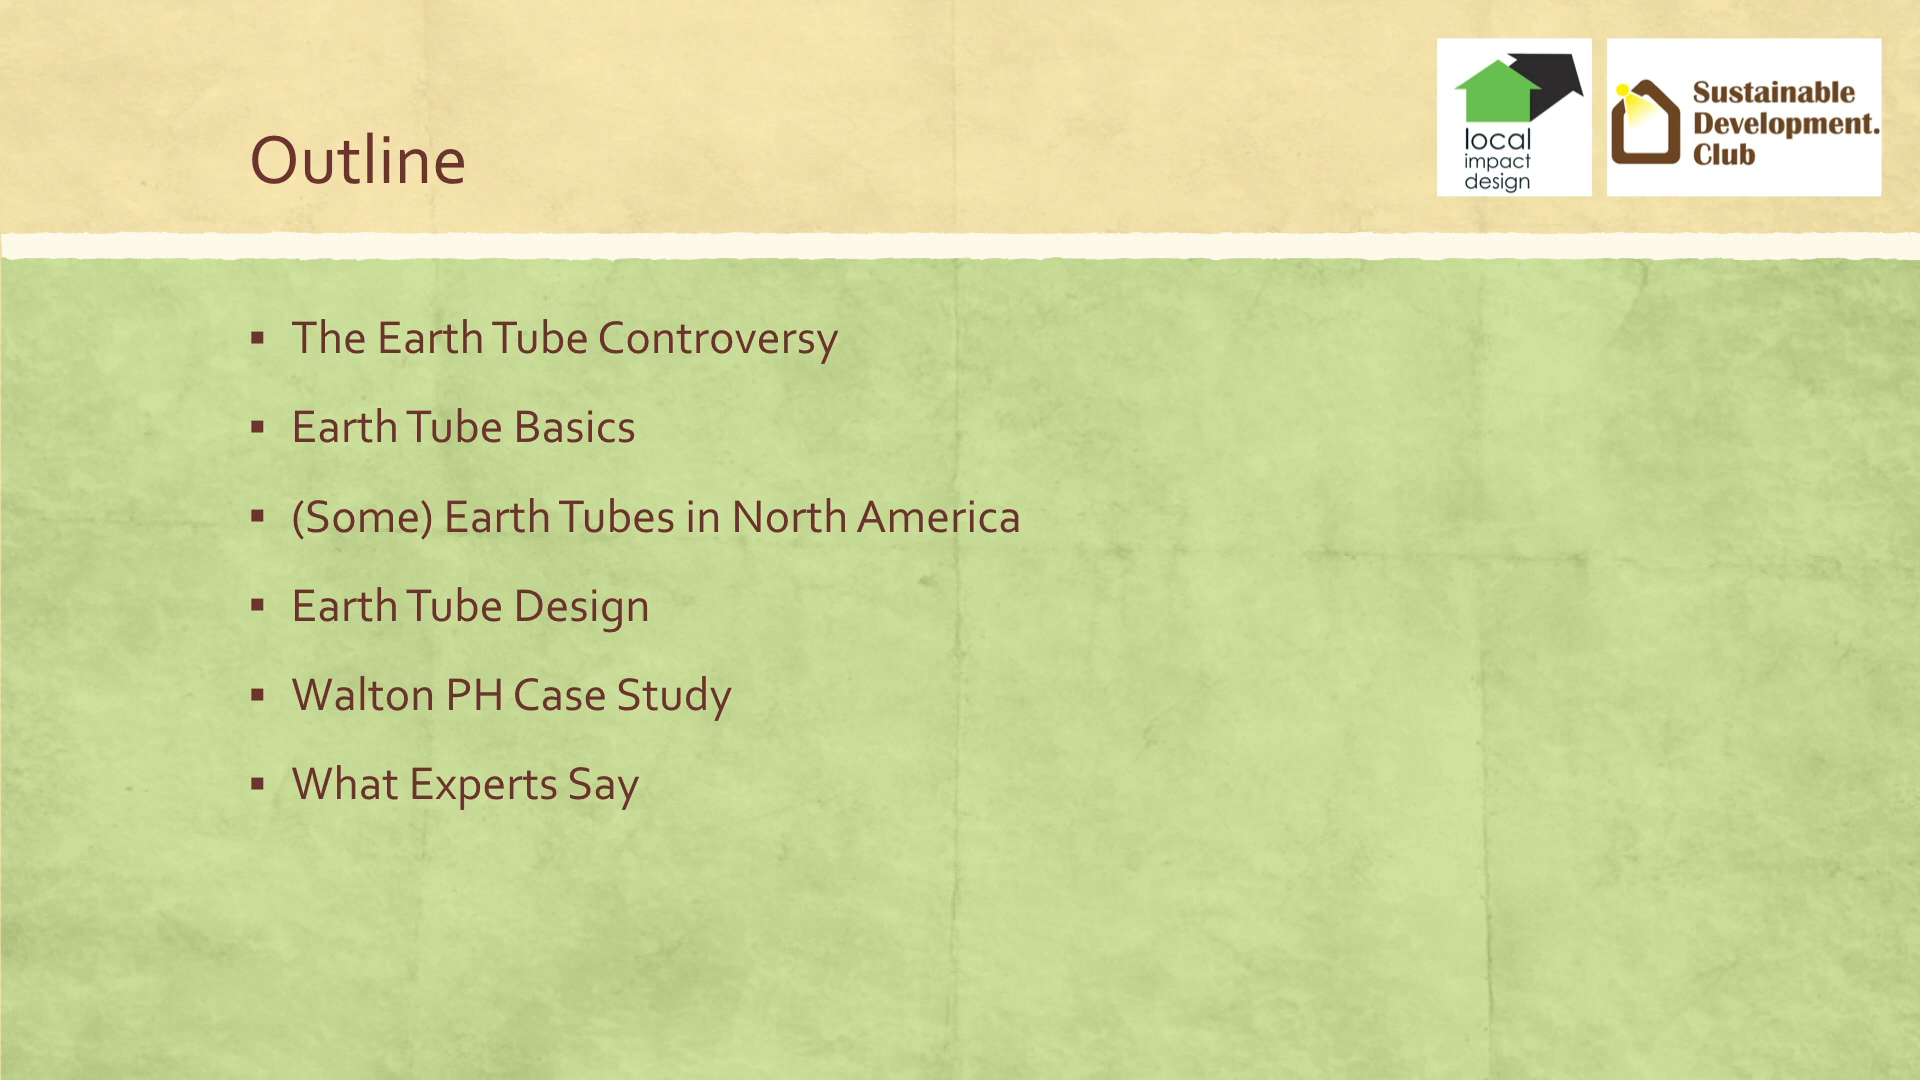 Outline
local
impact
design
Sustainable
Development.
Club
▪ The Earth Tube Controversy
▪ Earth Tube Basics
▪ (Some) Earth Tubes in North America
▪ Earth Tube Design
▪ Walton PH Case Study
▪ What Experts Say